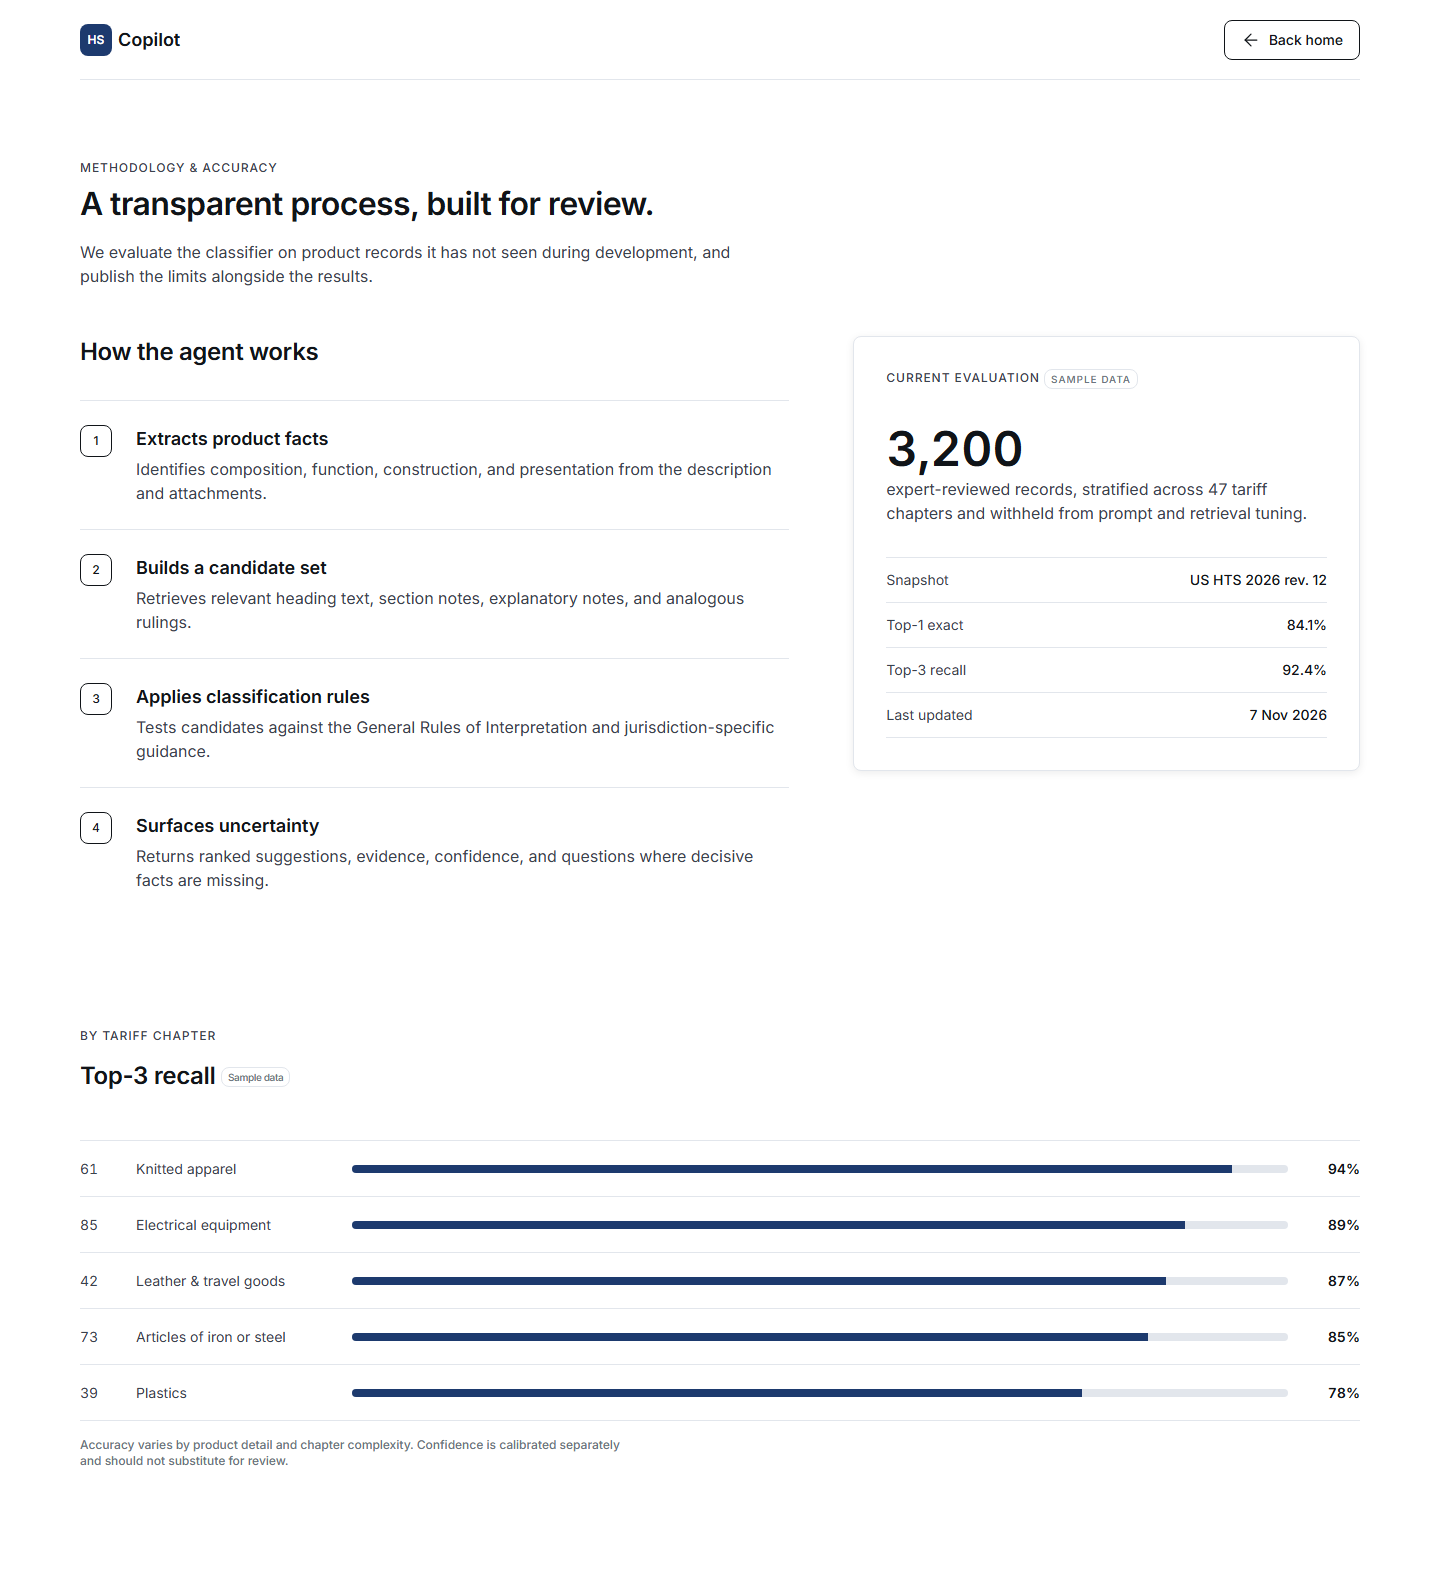 HS Copilot
Back home
METHODOLOGY & ACCURACY
A transparent process, built for review.
We evaluate the classifier on product records it has not seen during development, and
publish the limits alongside the results.
How the agent works
1
Extracts product facts
Identifies composition, function, construction, and presentation from the description
and attachments.
2
Builds a candidate set
Retrieves relevant heading text, section notes, explanatory notes, and analogous
rulings.
3
Applies classification rules
Tests candidates against the General Rules of Interpretation and jurisdiction-specific
guidance.
4
Surfaces uncertainty
Returns ranked suggestions, evidence, confidence, and questions where decisive
facts are missing.
CURRENT EVALUATION SAMPLE DATA
3,200
expert-reviewed records, stratified across 47 tariff
chapters and withheld from prompt and retrieval tuning.
Snapshot US HTS 2026 rev. 12
Top-1 exact 84.1%
Top-3 recall 92.4%
Last updated 7 Nov 2026
BY TARIFF CHAPTER
Top-3 recall Sample data
61 Knitted apparel 94%
85 Electrical equipment 89%
42 Leather & travel goods 87%
73 Articles of iron or steel 85%
39 Plastics 78%
Accuracy varies by product detail and chapter complexity. Confidence is calibrated separately
and should not substitute for review.